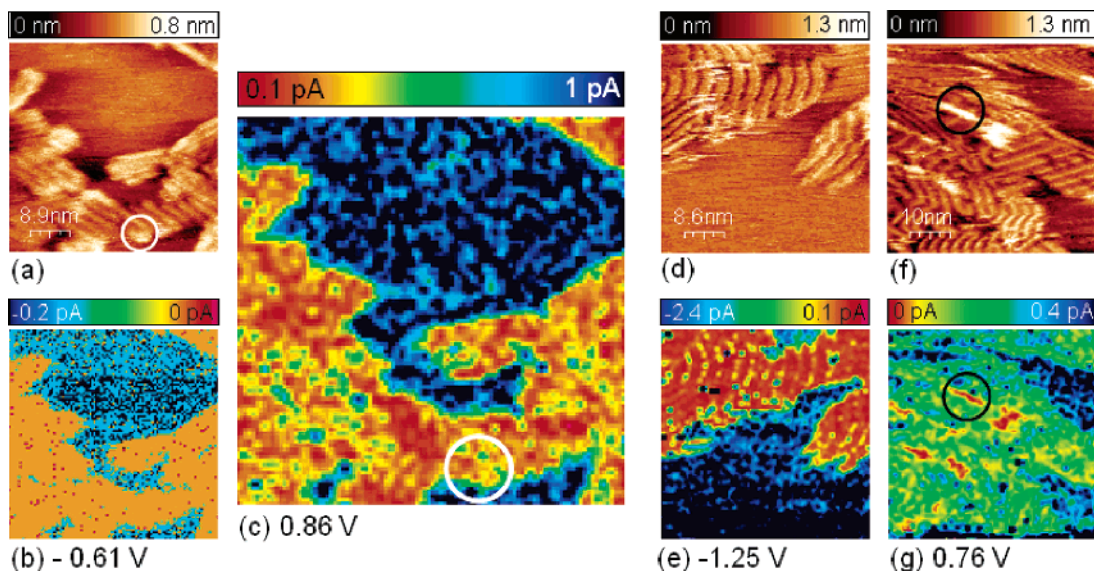 0 nm 0.8 nm
8.9nm
(a)
-0.2 pA 0 pA
(b) - 0.61 V
0.1 pA 1 pA
(c) 0.86 V
0 nm 1.3 nm
8.6nm
(d)
0 nm 1.3 nm
10nm
(f)
-2.4 pA 0.1 pA
(e) -1.25 V
0 pA 0.4 pA
(g) 0.76 V